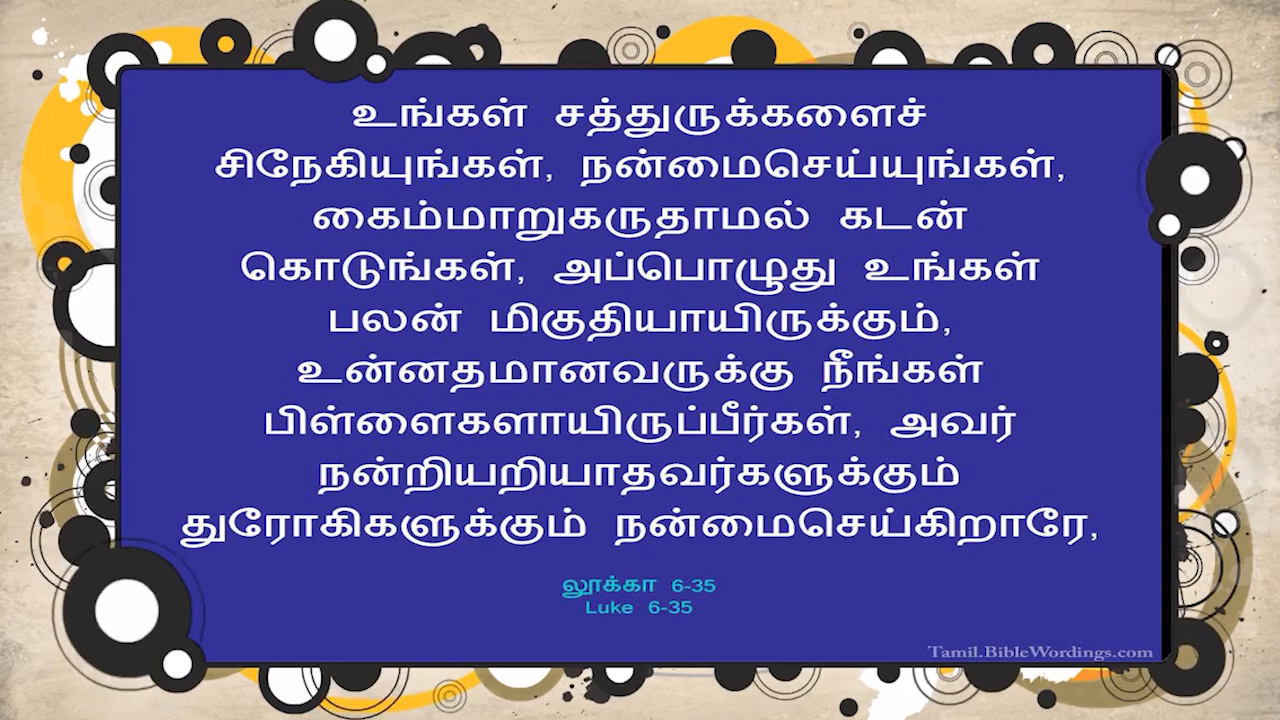 உங்கள் சத்துருக்களைச்
சிநேகியுங்கள், நன்மைசெய்யுங்கள்,
கைம்மாறுகருதாமல் கடன்
கொடுங்கள், அப்பொழுது உங்கள்
பலன் மிகுதியாயிருக்கும்,
உன்னதமானவருக்கு நீங்கள்
பிள்ளைகளாயிருப்பீர்கள், அவர்
நன்றியறியாதவர்களுக்கும்
துரோகிகளுக்கும் நன்மைசெய்கிறாரே,
லூக்கா 6-35
Luke 6-35
Tamil.BibleWordings.com